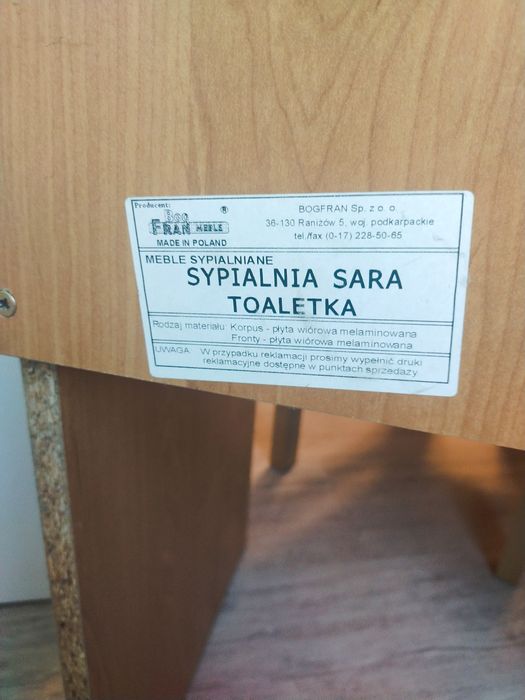 Producent:
BOG FRAN MEBLE ®
MADE IN POLAND
BOGFRAN Sp. z o. o.
36-130 Raniżów 5, woj. podkarpackie
tel./fax (0-17) 228-50-65
MEBLE SYPIALNIANE
SYPIALNIA SARA
TOALETKA
Rodzaj materiału: Korpus - płyta wiórowa melaminowana
Fronty - płyta wiórowa melaminowana
UWAGA: W przypadku reklamacji prosimy wypełnić druki
reklamacyjne dostępne w punktach sprzedaży